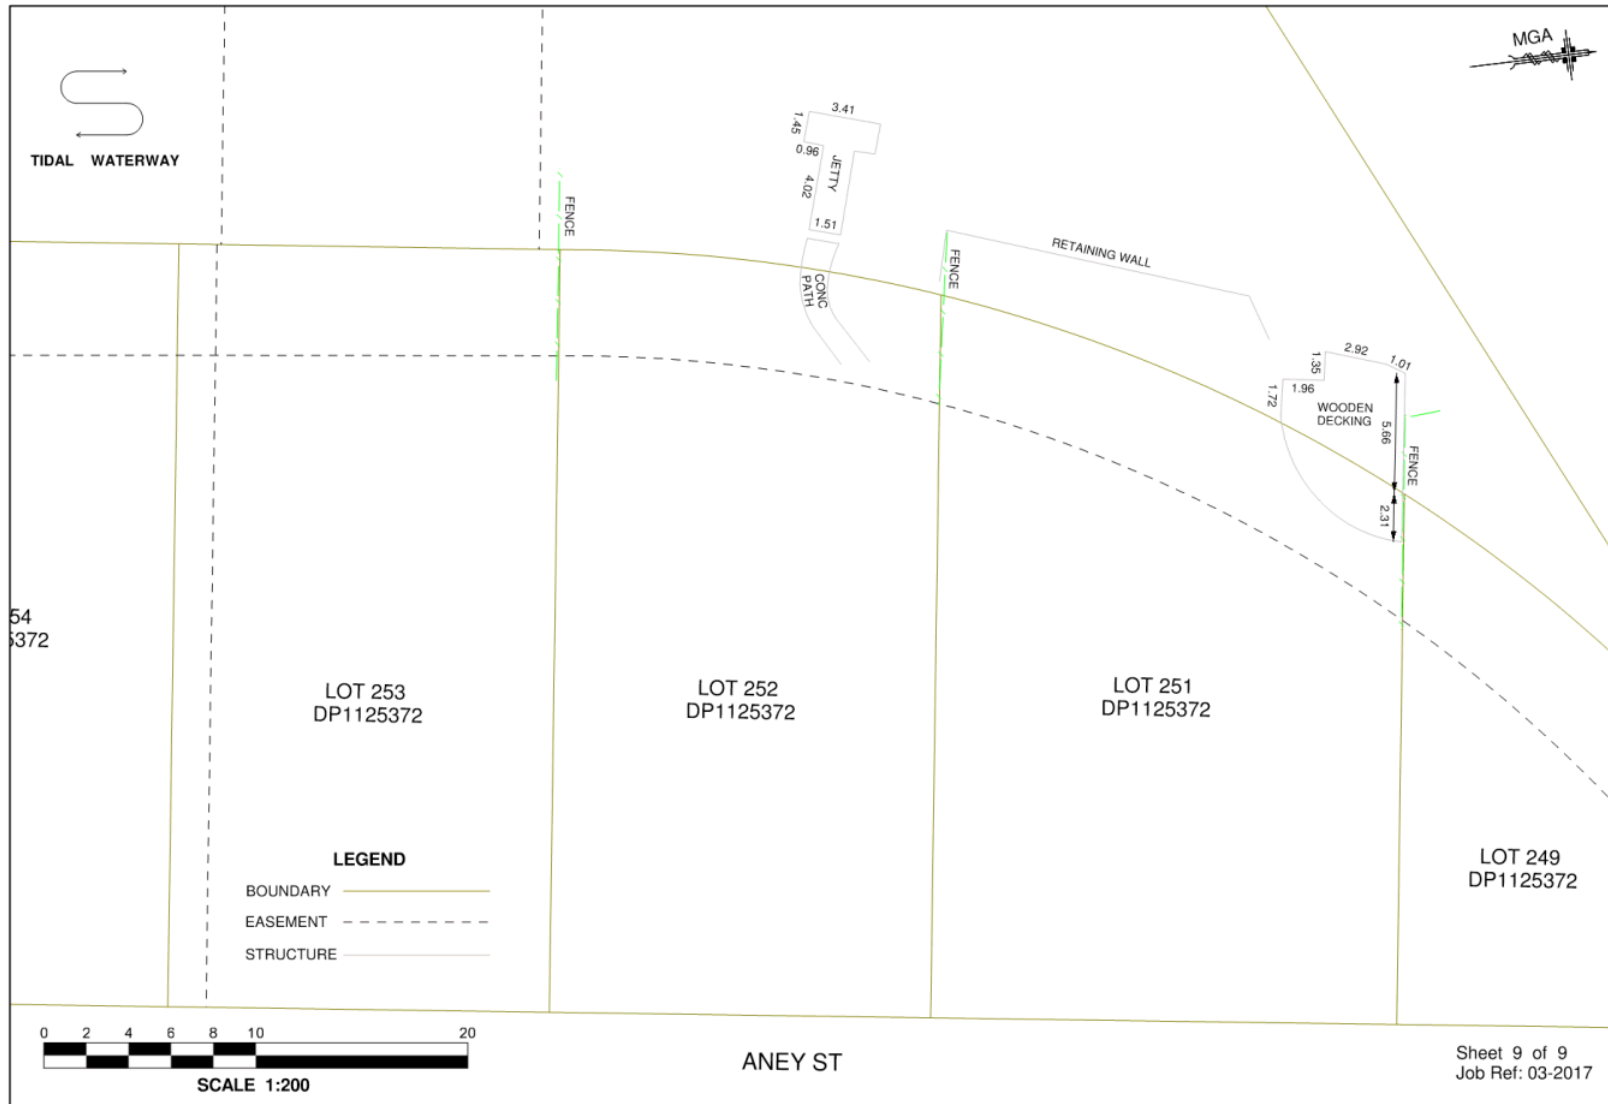 MGA
TIDAL WATERWAY
3.41
1.45
0.96
JETTY
4.02
1.51
FENCE
CONC
PATH
FENCE
RETAINING WALL
2.92
1.01
1.35
1.96
1.72
WOODEN
DECKING
5.66
FENCE
2.31
54
5372
LOT 253
DP1125372
LOT 252
DP1125372
LOT 251
DP1125372
LOT 249
DP1125372
LEGEND
BOUNDARY
EASEMENT
STRUCTURE
0 2 4 6 8 10 20
SCALE 1:200
ANEY ST
Sheet 9 of 9
Job Ref: 03-2017